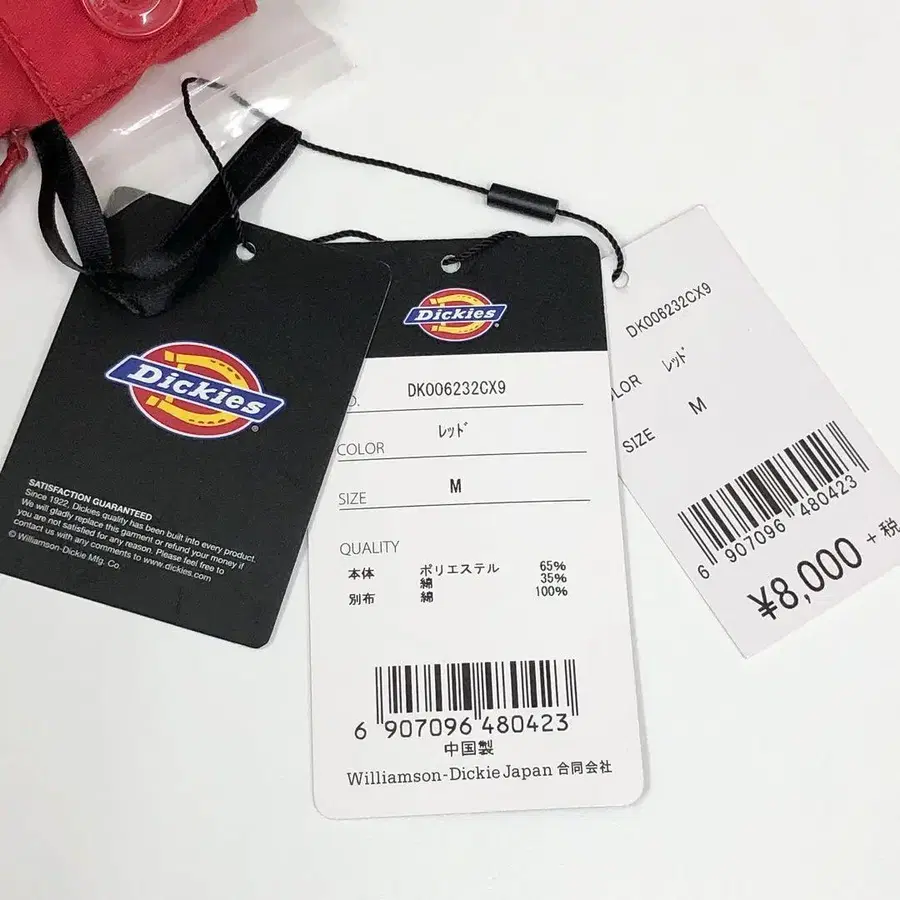 Dickies
SATISFACTION GUARANTEED
Since 1922, Dickies quality has been built into every product.
We will gladly replace this garment or refund your money if
you are not satisfied for any reason. Please feel free to
contact us with any comments to www.dickies.com
© Williamson-Dickie Mfg. Co.
Dickies
O. DK006232CX9
COLOR ﾚｯﾄﾞ
SIZE M
QUALITY
本体 ポリエステル 65%
綿 35%
別布 綿 100%
6 907096 480423
中国製
Williamson-Dickie Japan 合同会社
DK006232CX9
LOR ﾚｯﾄﾞ
SIZE M
6 907096 480423
¥8,000 +税